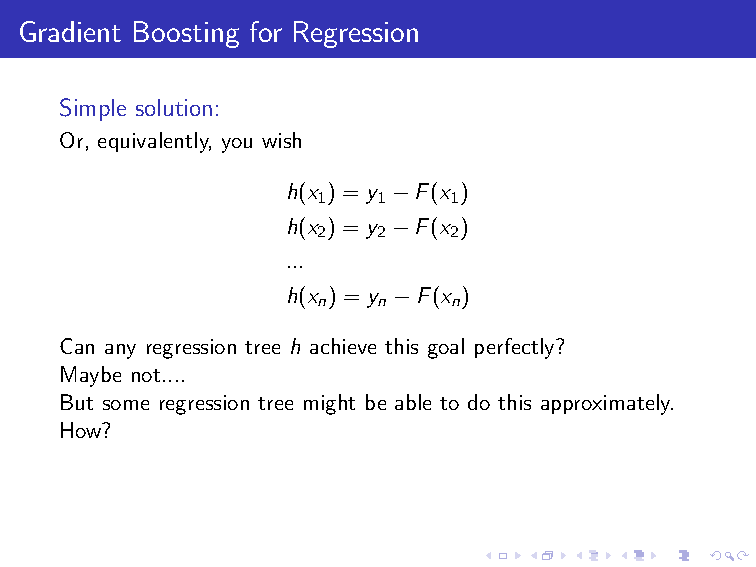 Gradient Boosting for Regression
Simple solution:
Or, equivalently, you wish
h(x₁) = y₁ − F(x₁)
h(x₂) = y₂ − F(x₂)
...
h(xₙ) = yₙ − F(xₙ)
Can any regression tree h achieve this goal perfectly?
Maybe not....
But some regression tree might be able to do this approximately.
How?